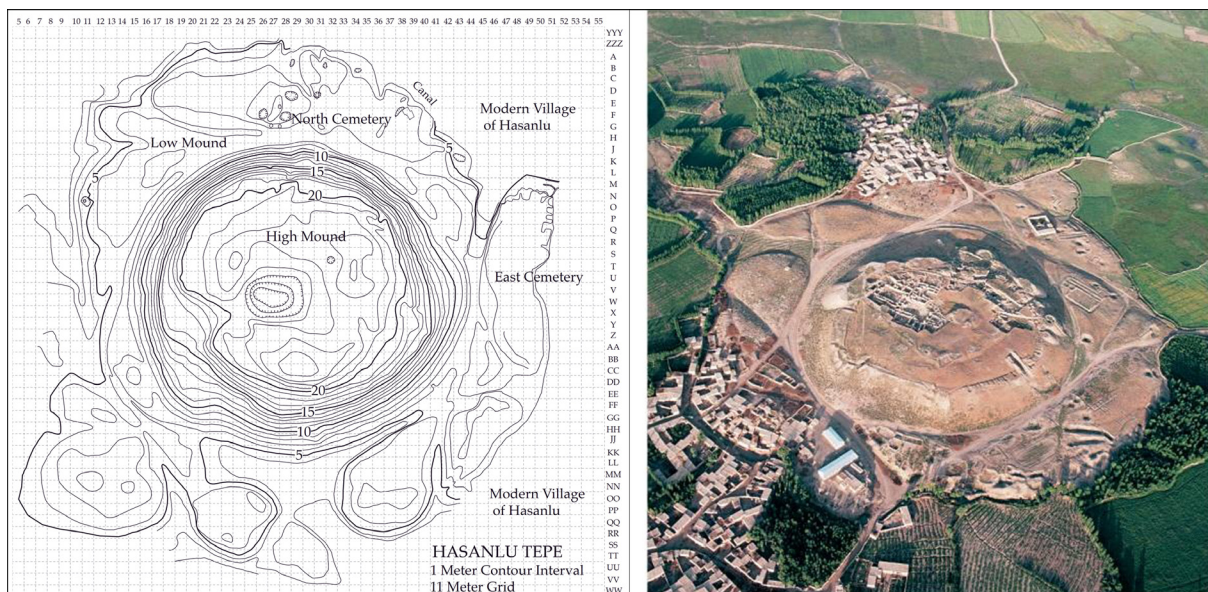 5 6 7 8 9 10 11 12 13 14 15 16 17 18 19 20 21 22 23 24 25 26 27 28 29 30 31 32 33 34 35 36 37 38 39 40 41 42 43 44 45 46 47 48 49 50 51 52 53 54 55
YYY
ZZZ
A
B
C
D
E
F
G
H
J
K
L
M
N
O
P
Q
R
S
T
U
V
W
X
Y
Z
AA
BB
CC
DD
EE
FF
GG
HH
JJ
KK
LL
MM
NN
OO
PP
QQ
RR
SS
TT
UU
VV
WW
Canal
Modern Village
of Hasanlu
North Cemetery
Low Mound
5
10
15
20
5
High Mound
East Cemetery
20
15
10
5
Modern Village
of Hasanlu
HASANLU TEPE
1 Meter Contour Interval
11 Meter Grid